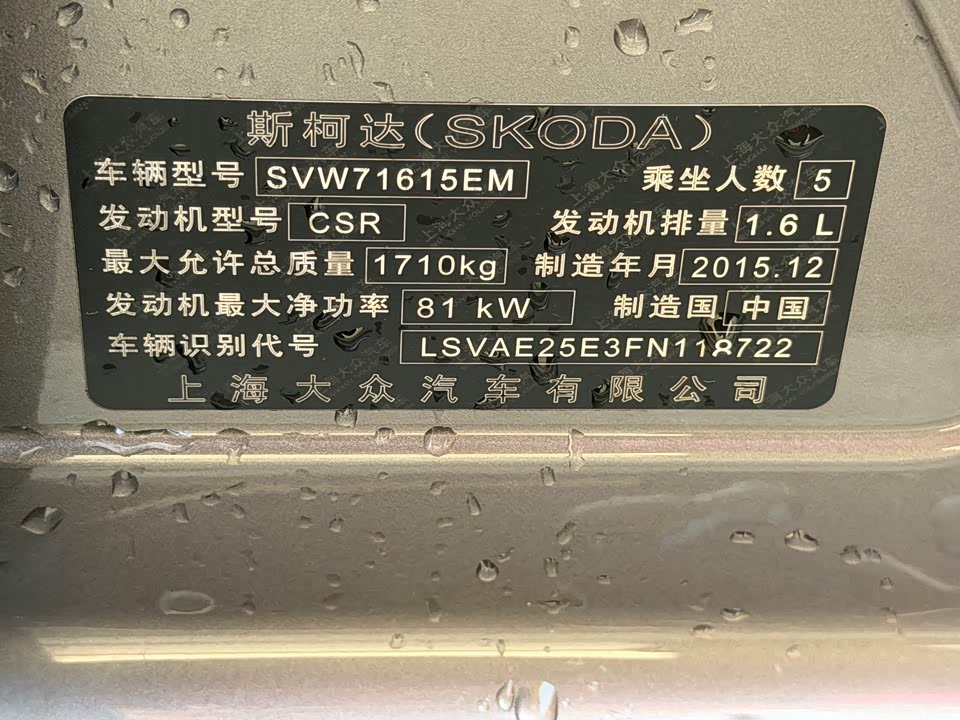 斯柯达(SKODA)
车辆型号 SVW71615EM 乘坐人数 5
发动机型号 CSR 发动机排量 1.6 L
最大允许总质量 1710kg 制造年月 2015.12
发动机最大净功率 81 kW 制造国 中国
车辆识别代号 LSVAE25E3FN118722
上海大众汽车有限公司